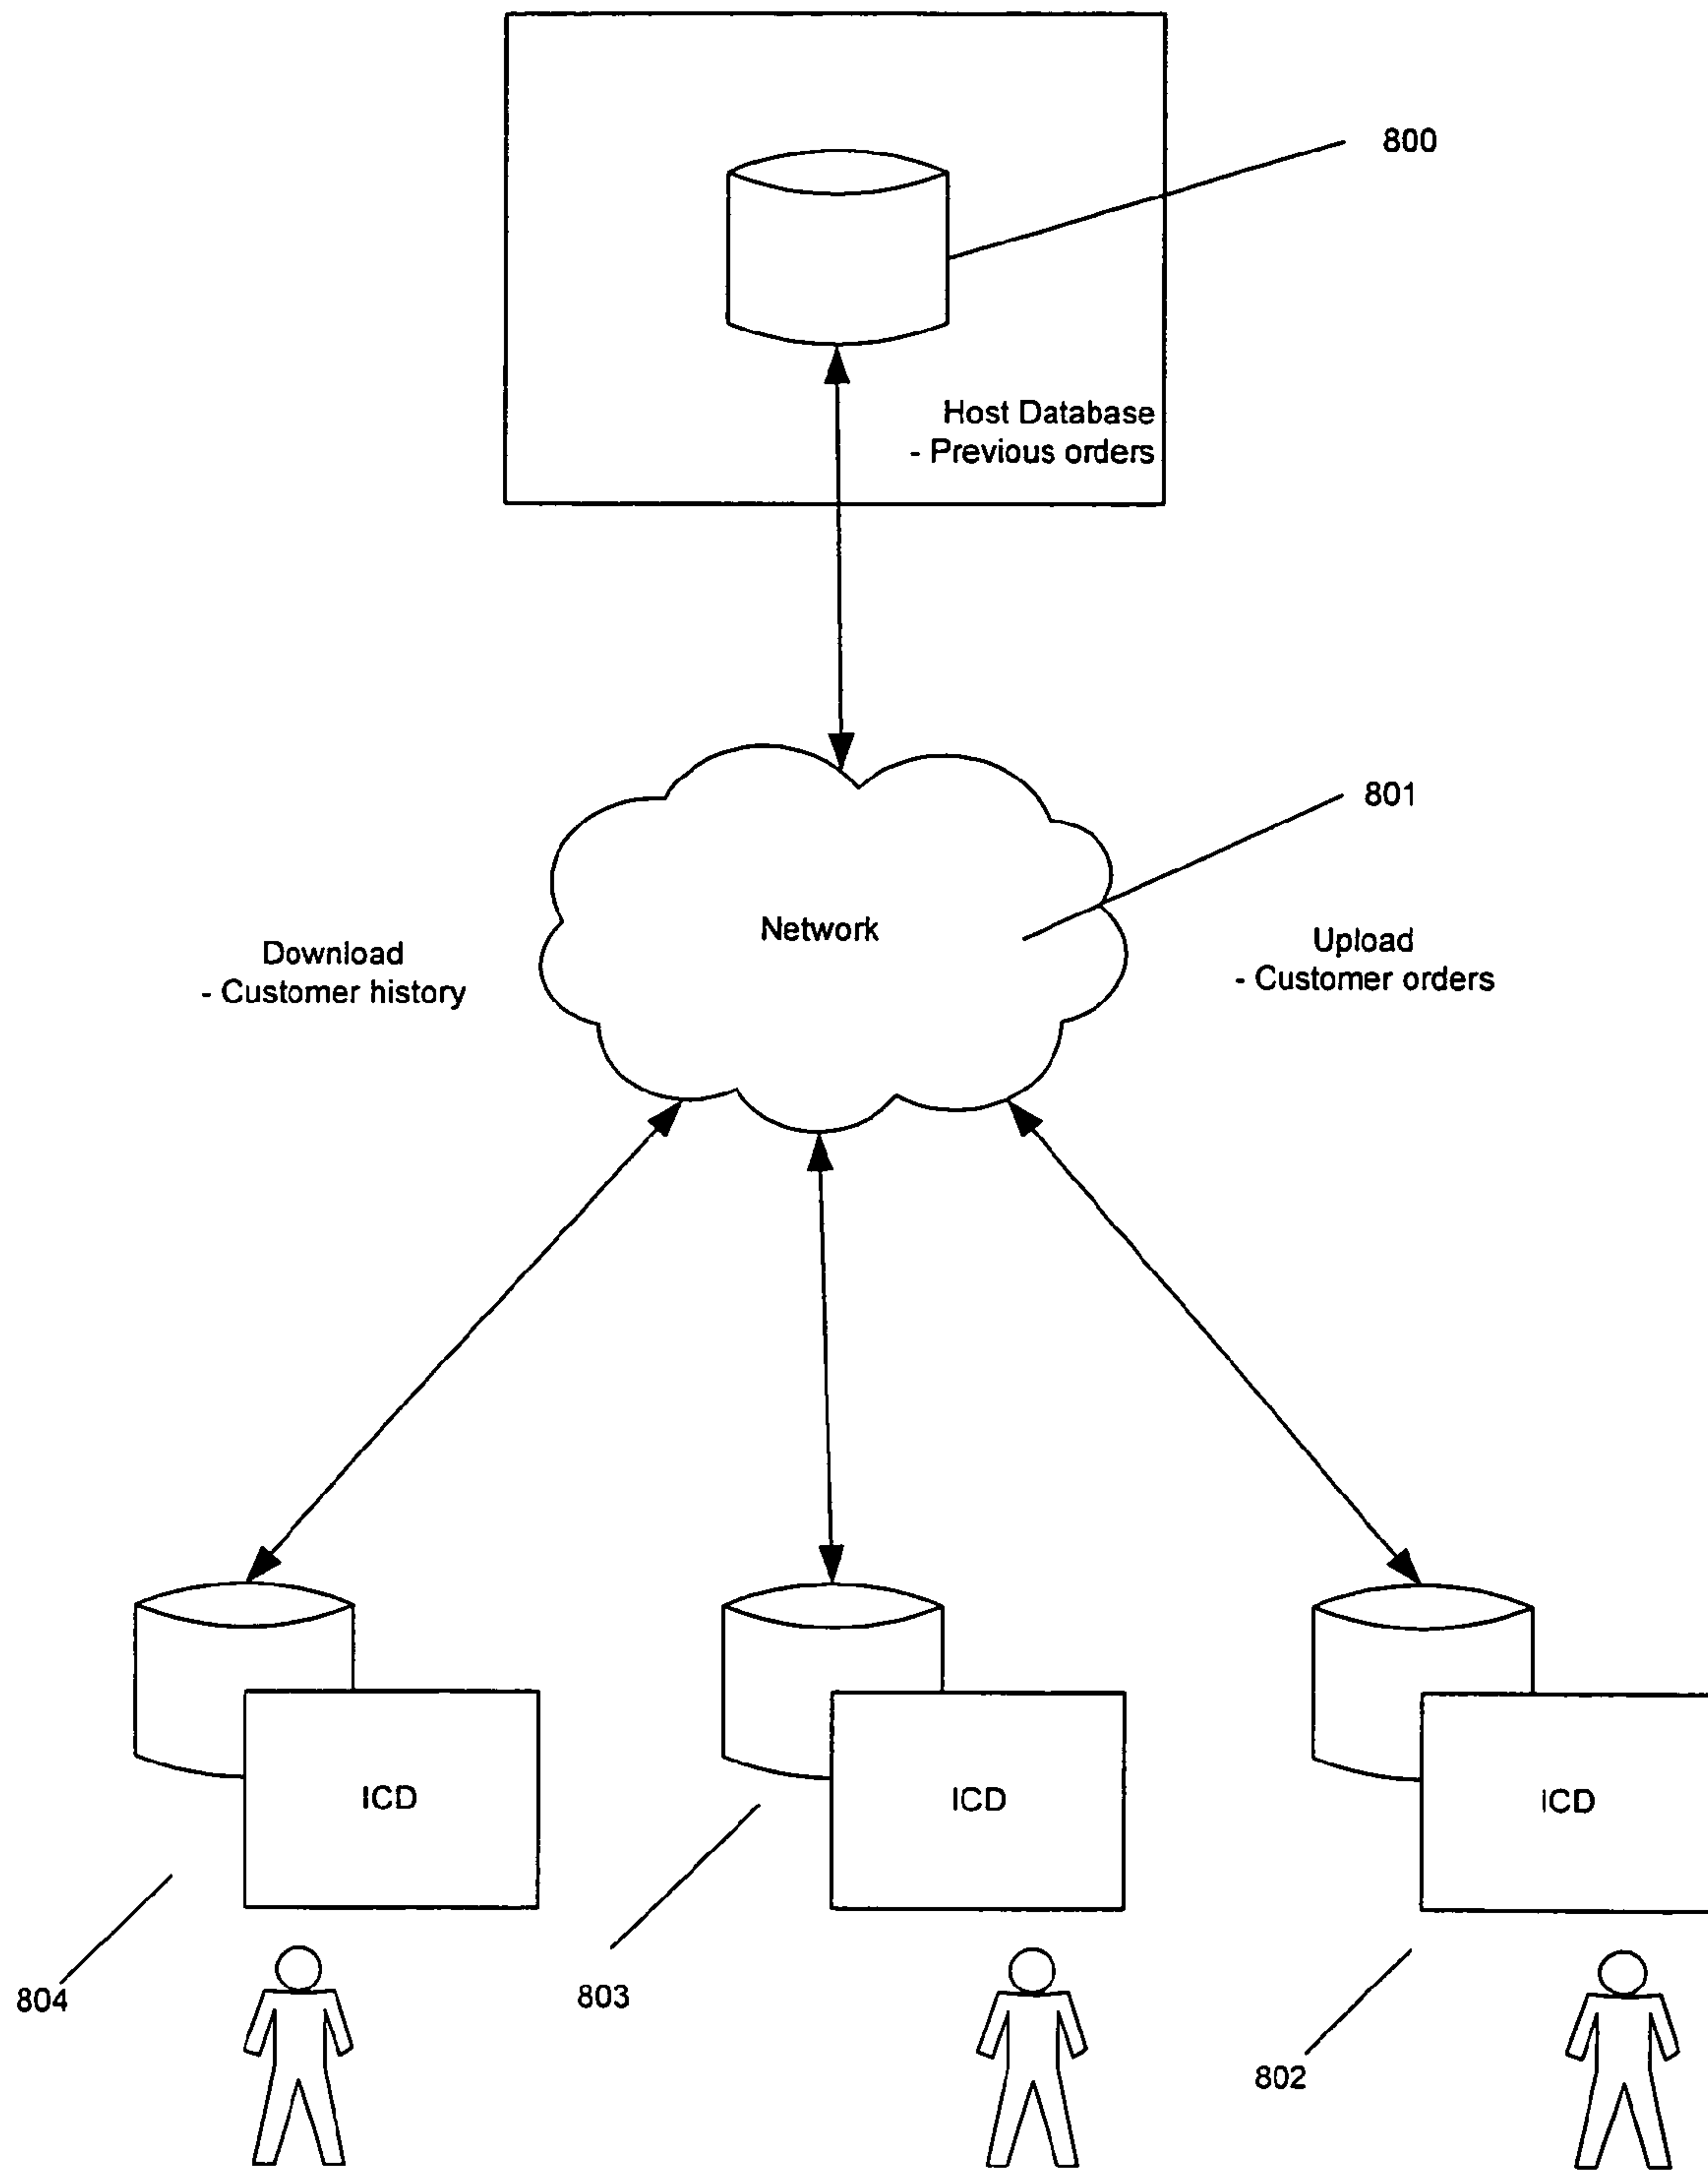 800
Host Database
- Previous orders
801
Network
Download
- Customer history
Upload
- Customer orders
ICD
ICD
ICD
804
803
802